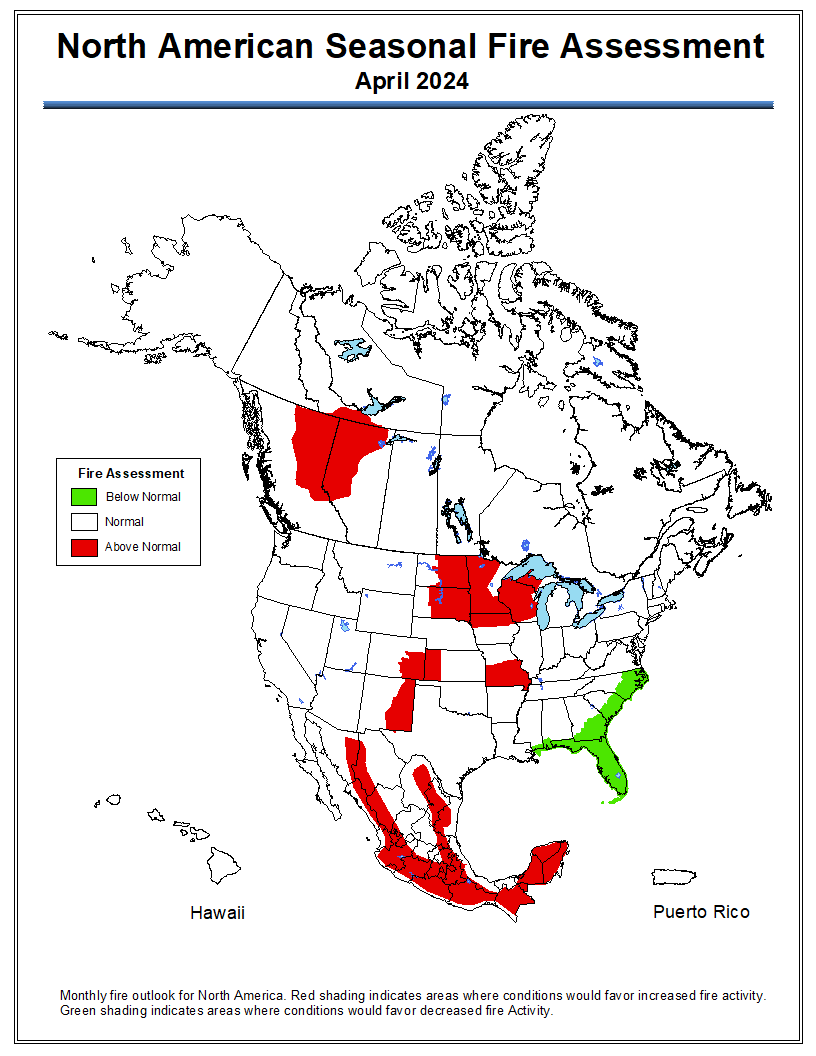 North American Seasonal Fire Assessment
April 2024
Fire Assessment
Below Normal
Normal
Above Normal
Hawaii
Puerto Rico
Monthly fire outlook for North America. Red shading indicates areas where conditions would favor increased fire activity.
Green shading indicates areas where conditions would favor decreased fire Activity.